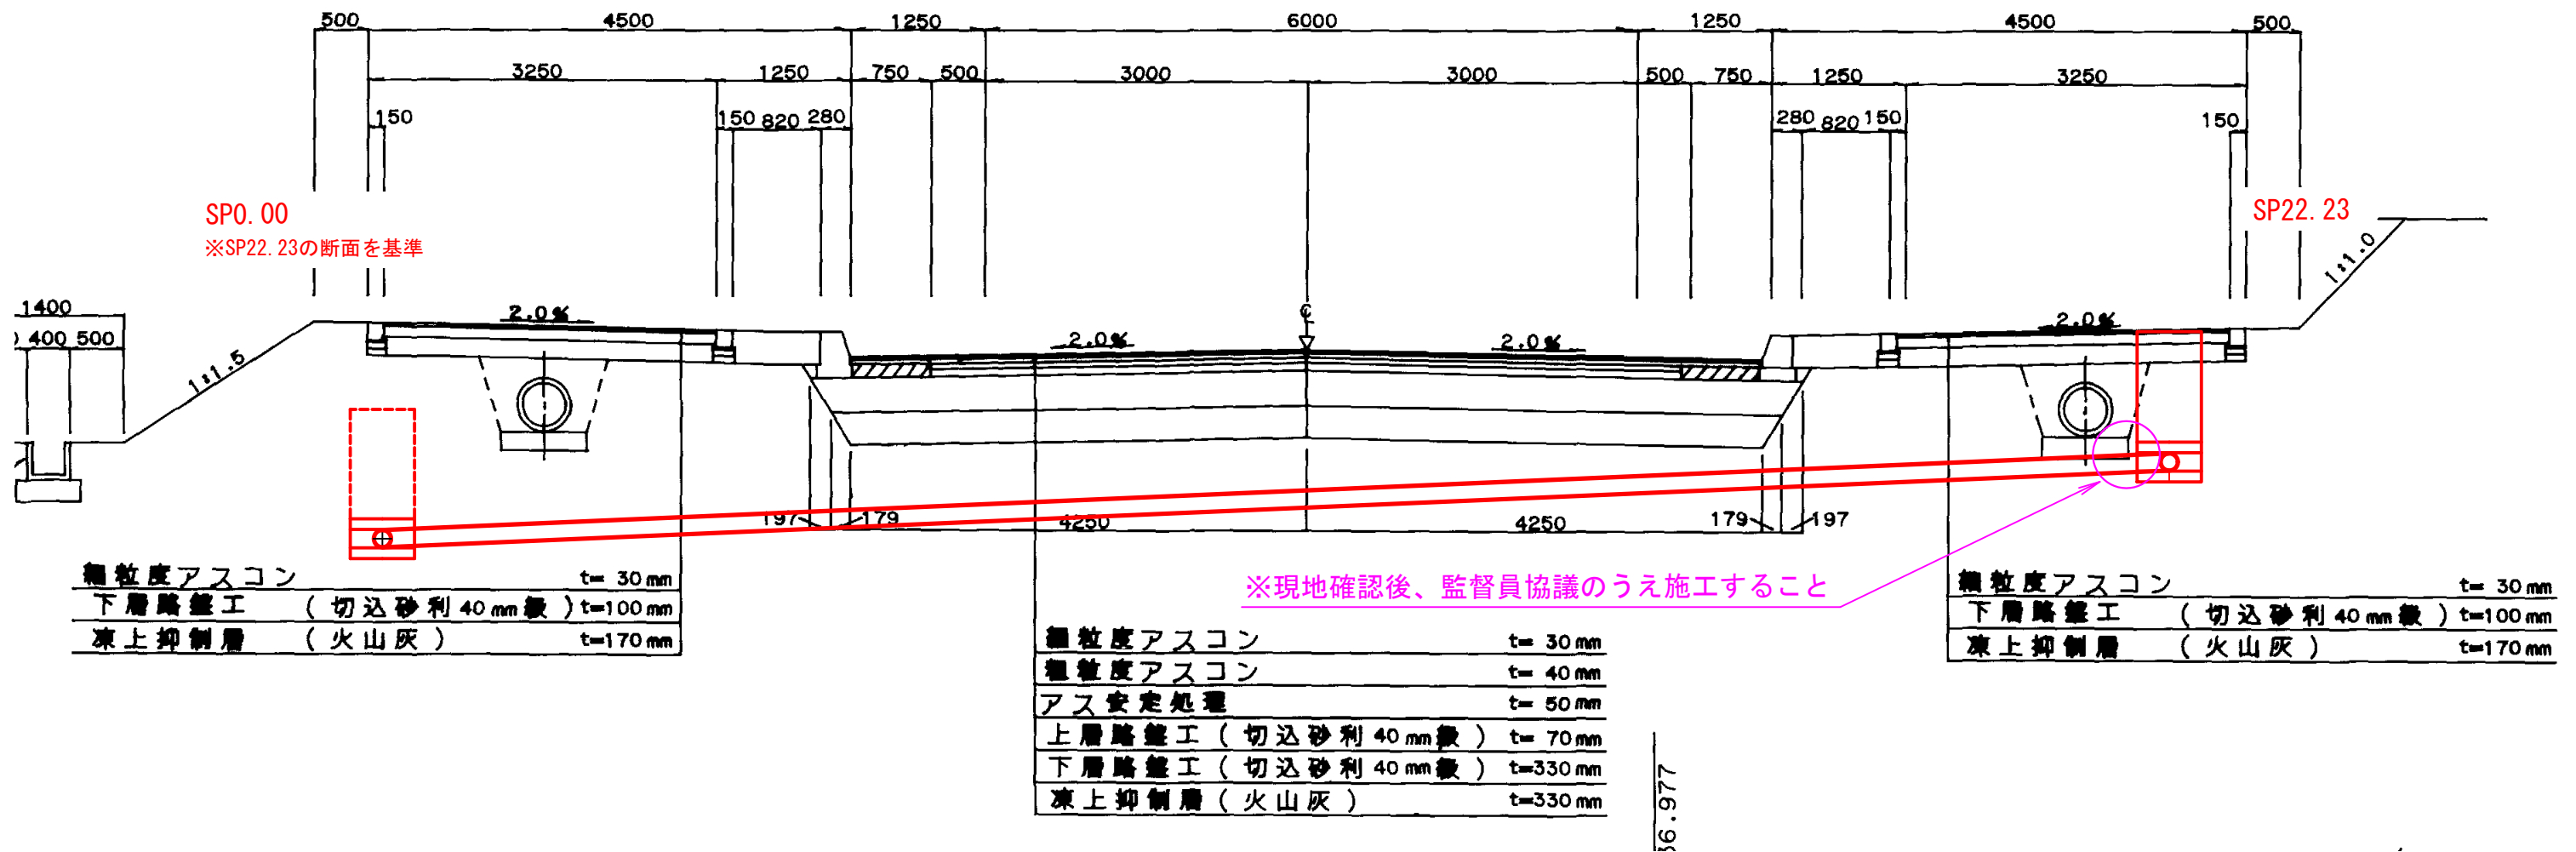 500 4500 1250 6000 1250 4500 500
3250 1250 750 500 3000 3000 500 750 1250 3250
150 150 820 280 280 820 150 150
SP0.00
※SP22.23の断面を基準
SP22.23
1:1.0
1400
400 500
1:1.5
2.0%
2.0%
2.0%
2.0%
197 179 4250 4250 179 197
※現地確認後、監督員協議のうえ施工すること
細粒度アスコン t= 30mm
下層路盤工 (切込砂利40mm級) t=100mm
凍上抑制層 (火山灰) t=170mm
細粒度アスコン t= 30mm
粗粒度アスコン t= 40mm
アス安定処理 t= 50mm
上層路盤工(切込砂利40mm級) t= 70mm
下層路盤工(切込砂利40mm級) t=330mm
凍上抑制層(火山灰) t=330mm
細粒度アスコン t= 30mm
下層路盤工 (切込砂利40mm級) t=100mm
凍上抑制層 (火山灰) t=170mm